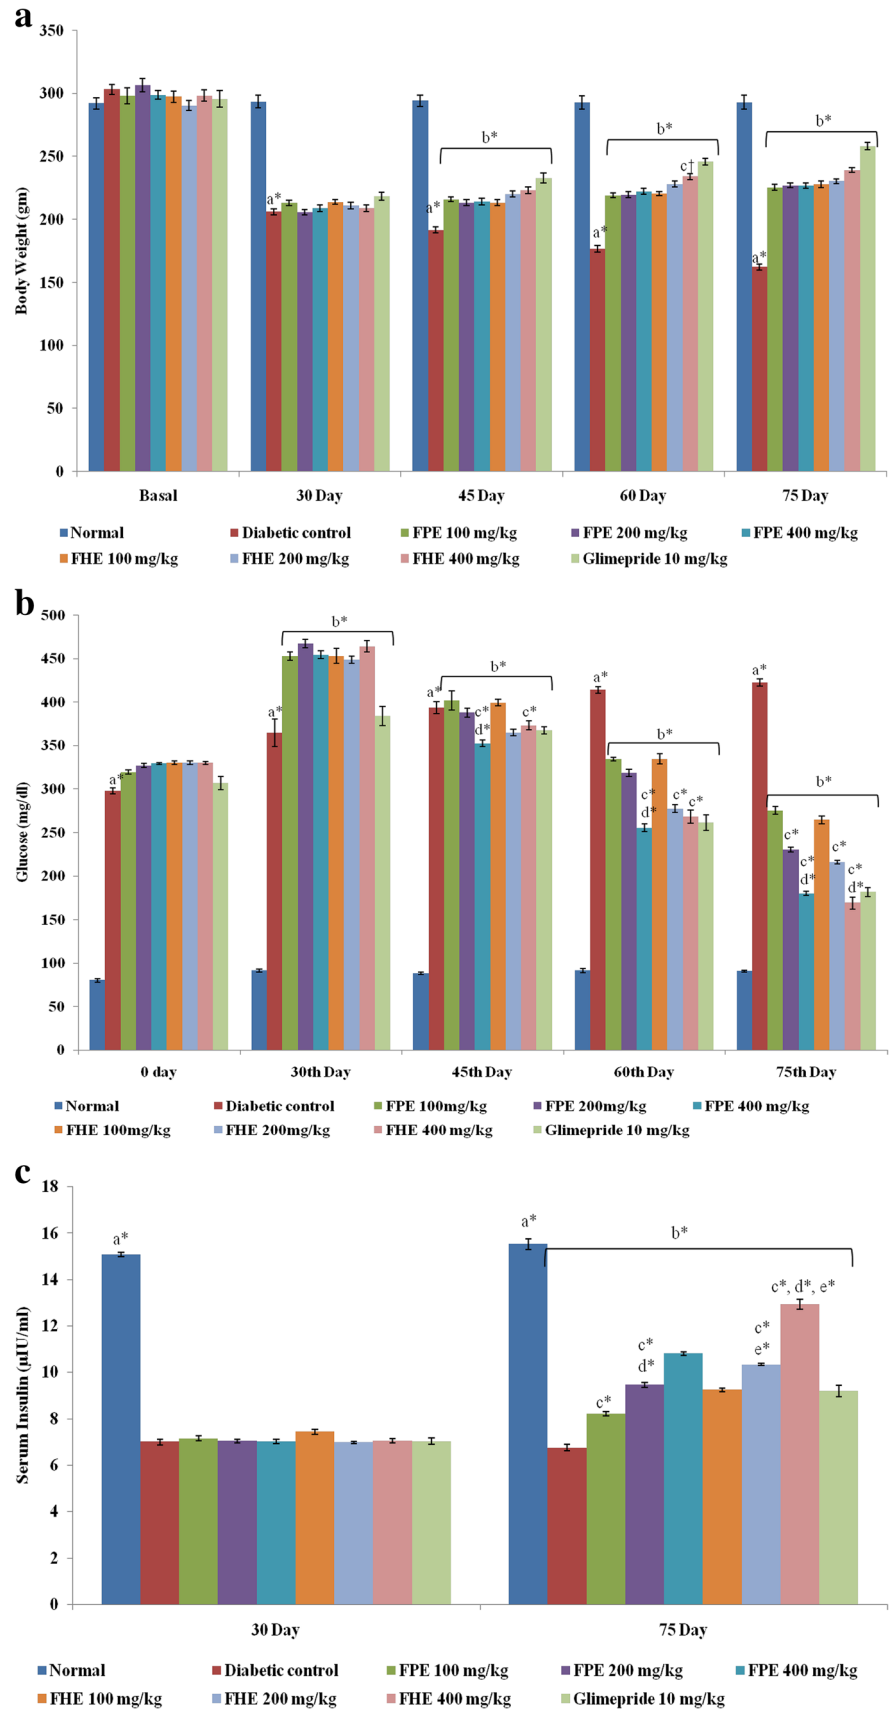 a
350
300
250
200
150
100
50
0
Body Weight (gm)
a*
a*
b*
a*
b*
c†
a*
b*
Basal 30 Day 45 Day 60 Day 75 Day
Normal Diabetic control FPE 100 mg/kg FPE 200 mg/kg FPE 400 mg/kg
FHE 100 mg/kg FHE 200 mg/kg FHE 400 mg/kg Glimepride 10 mg/kg
b
500
450
400
350
300
250
200
150
100
50
0
Glucose (mg/dl)
a*
a*
b*
a*
b*
c*
d*
c*
a*
b*
c*
d*
c* c*
a*
b*
c*
c*
d*
c*
c*
d*
0 day 30th Day 45th Day 60th Day 75th Day
Normal Diabetic control FPE 100mg/kg FPE 200mg/kg FPE 400 mg/kg
FHE 100mg/kg FHE 200mg/kg FHE 400 mg/kg Glimepride 10 mg/kg
c
18
16
14
12
10
8
6
4
2
0
Serum Insulin (µIU/ml)
a*
a*
b*
c*
c*
d*
c*
e*
c*, d*, e*
30 Day 75 Day
Normal Diabetic control FPE 100 mg/kg FPE 200 mg/kg FPE 400 mg/kg
FHE 100 mg/kg FHE 200 mg/kg FHE 400 mg/kg Glimepride 10 mg/kg